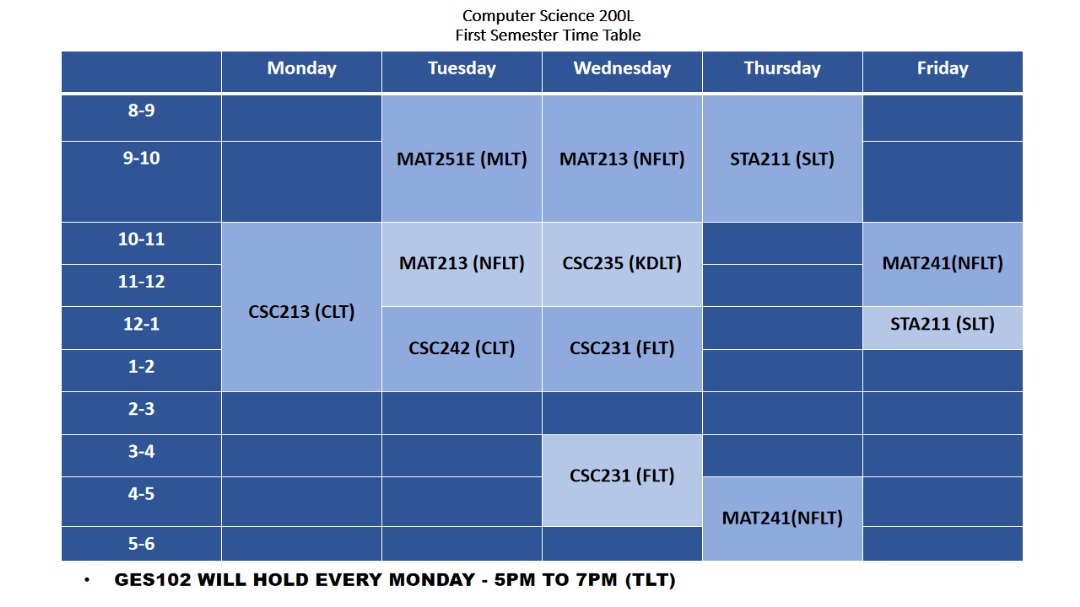 Computer Science 200L
First Semester Time Table
Monday Tuesday Wednesday Thursday Friday
8-9
9-10 MAT251E (MLT) MAT213 (NFLT) STA211 (SLT)
10-11
MAT213 (NFLT) CSC235 (KDLT) MAT241(NFLT)
11-12
CSC213 (CLT)
12-1 STA211 (SLT)
CSC242 (CLT) CSC231 (FLT)
1-2
2-3
3-4
CSC231 (FLT)
4-5
MAT241(NFLT)
5-6
• GES102 WILL HOLD EVERY MONDAY - 5PM TO 7PM (TLT)